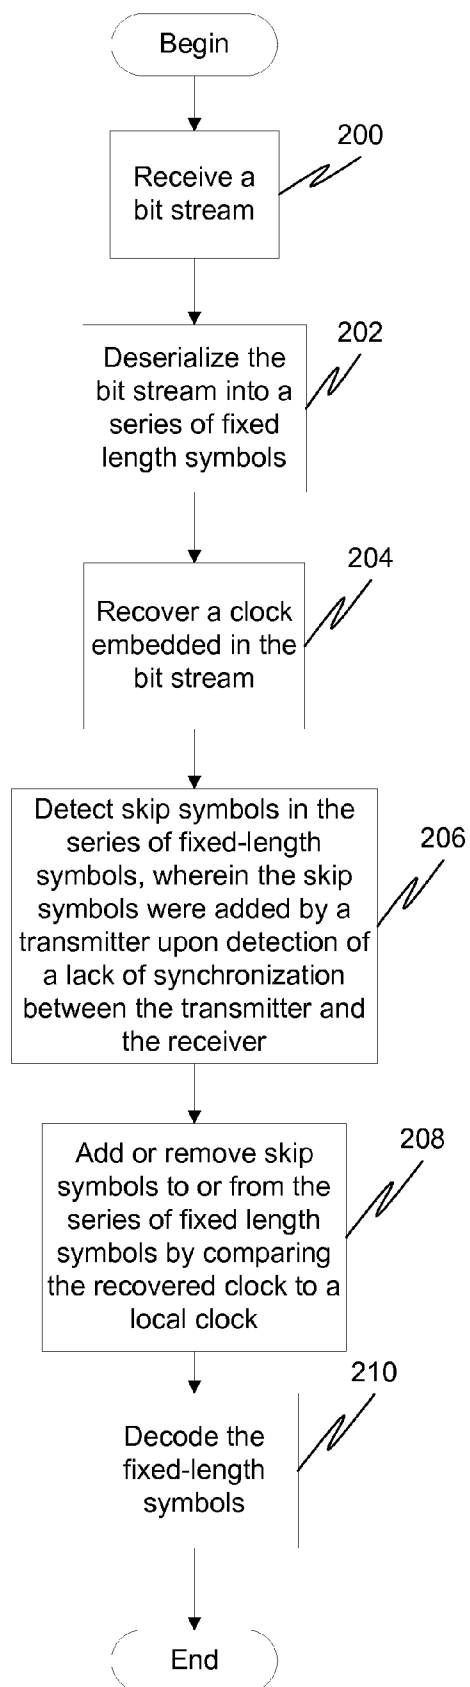 Begin
200
Receive a
bit stream
202
Deserialize the
bit stream into a
series of fixed
length symbols
204
Recover a clock
embedded in the
bit stream
206
Detect skip symbols in the
series of fixed-length
symbols, wherein the skip
symbols were added by a
transmitter upon detection of
a lack of synchronization
between the transmitter and
the receiver
208
Add or remove skip
symbols to or from the
series of fixed length
symbols by comparing
the recovered clock to a
local clock
210
Decode the
fixed-length
symbols
End